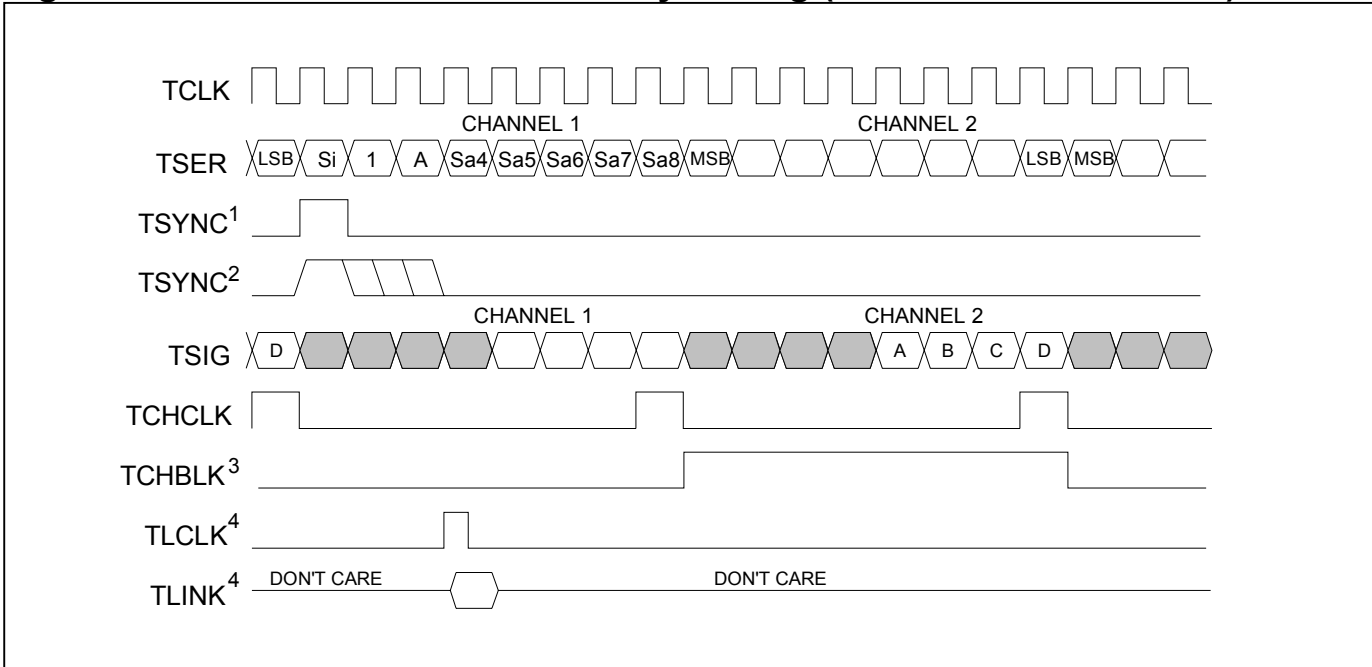 TCLK
CHANNEL 1 CHANNEL 2
TSER LSB Si 1 A Sa4 Sa5 Sa6 Sa7 Sa8 MSB LSB MSB
TSYNC1
TSYNC2
CHANNEL 1 CHANNEL 2
TSIG D A B C D
TCHCLK
TCHBLK3
TLCLK4
DON'T CARE DON'T CARE
TLINK4